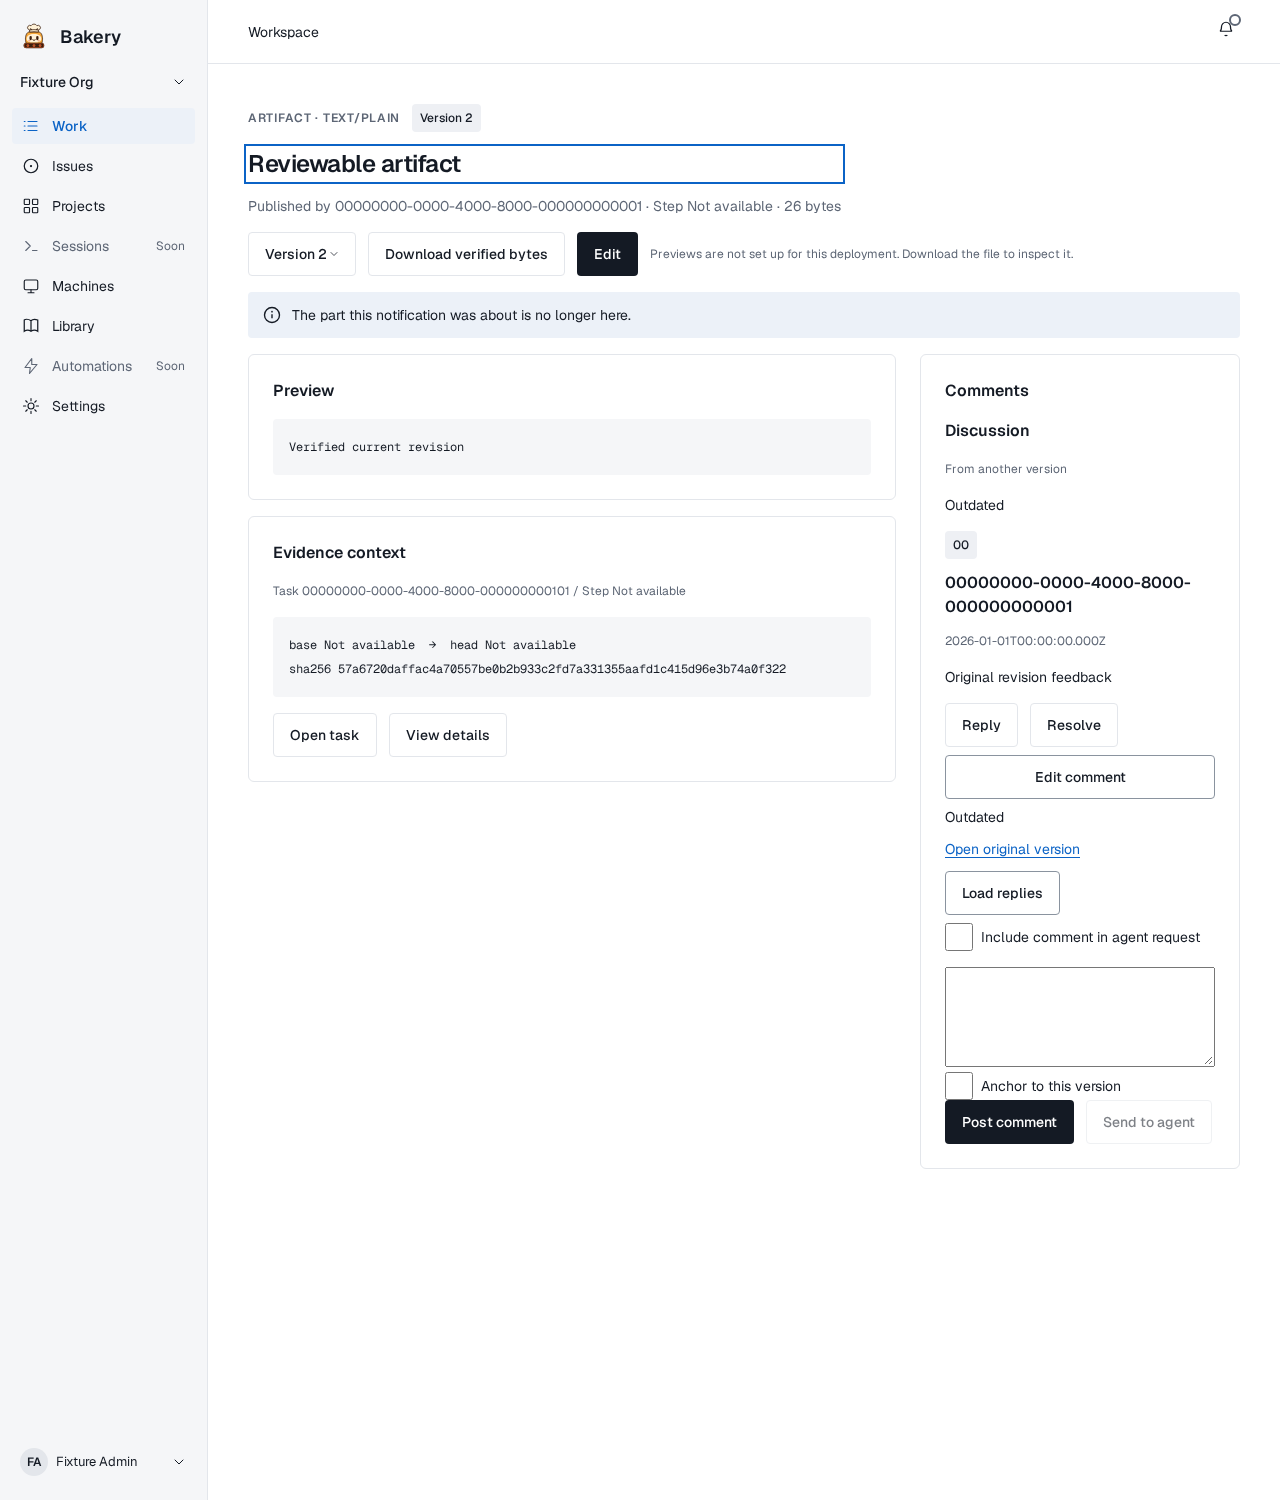 Bakery
Fixture Org
Work
Issues
Projects
Sessions Soon
Machines
Library
Automations Soon
Settings
FA Fixture Admin
Workspace
ARTIFACT · TEXT/PLAIN Version 2
Reviewable artifact
Published by 00000000-0000-4000-8000-000000000001 · Step Not available · 26 bytes
Version 2 Download verified bytes Edit Previews are not set up for this deployment. Download the file to inspect it.
The part this notification was about is no longer here.
Preview
Verified current revision
Evidence context
Task 00000000-0000-4000-8000-000000000101 / Step Not available
base Not available → head Not available
sha256 57a6720daffac4a70557be0b2b933c2fd7a331355aafd1c415d96e3b74a0f322
Open task View details
Comments
Discussion
From another version
Outdated
00
00000000-0000-4000-8000-
000000000001
2026-01-01T00:00:00.000Z
Original revision feedback
Reply Resolve
Edit comment
Outdated
Open original version
Load replies
Include comment in agent request
Anchor to this version
Post comment Send to agent